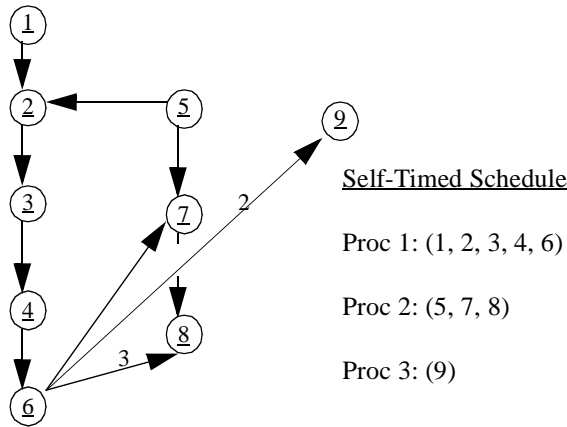 1
2
5
9
3
7
2
4
8
3
6
Self-Timed Schedule
Proc 1: (1, 2, 3, 4, 6)
Proc 2: (5, 7, 8)
Proc 3: (9)